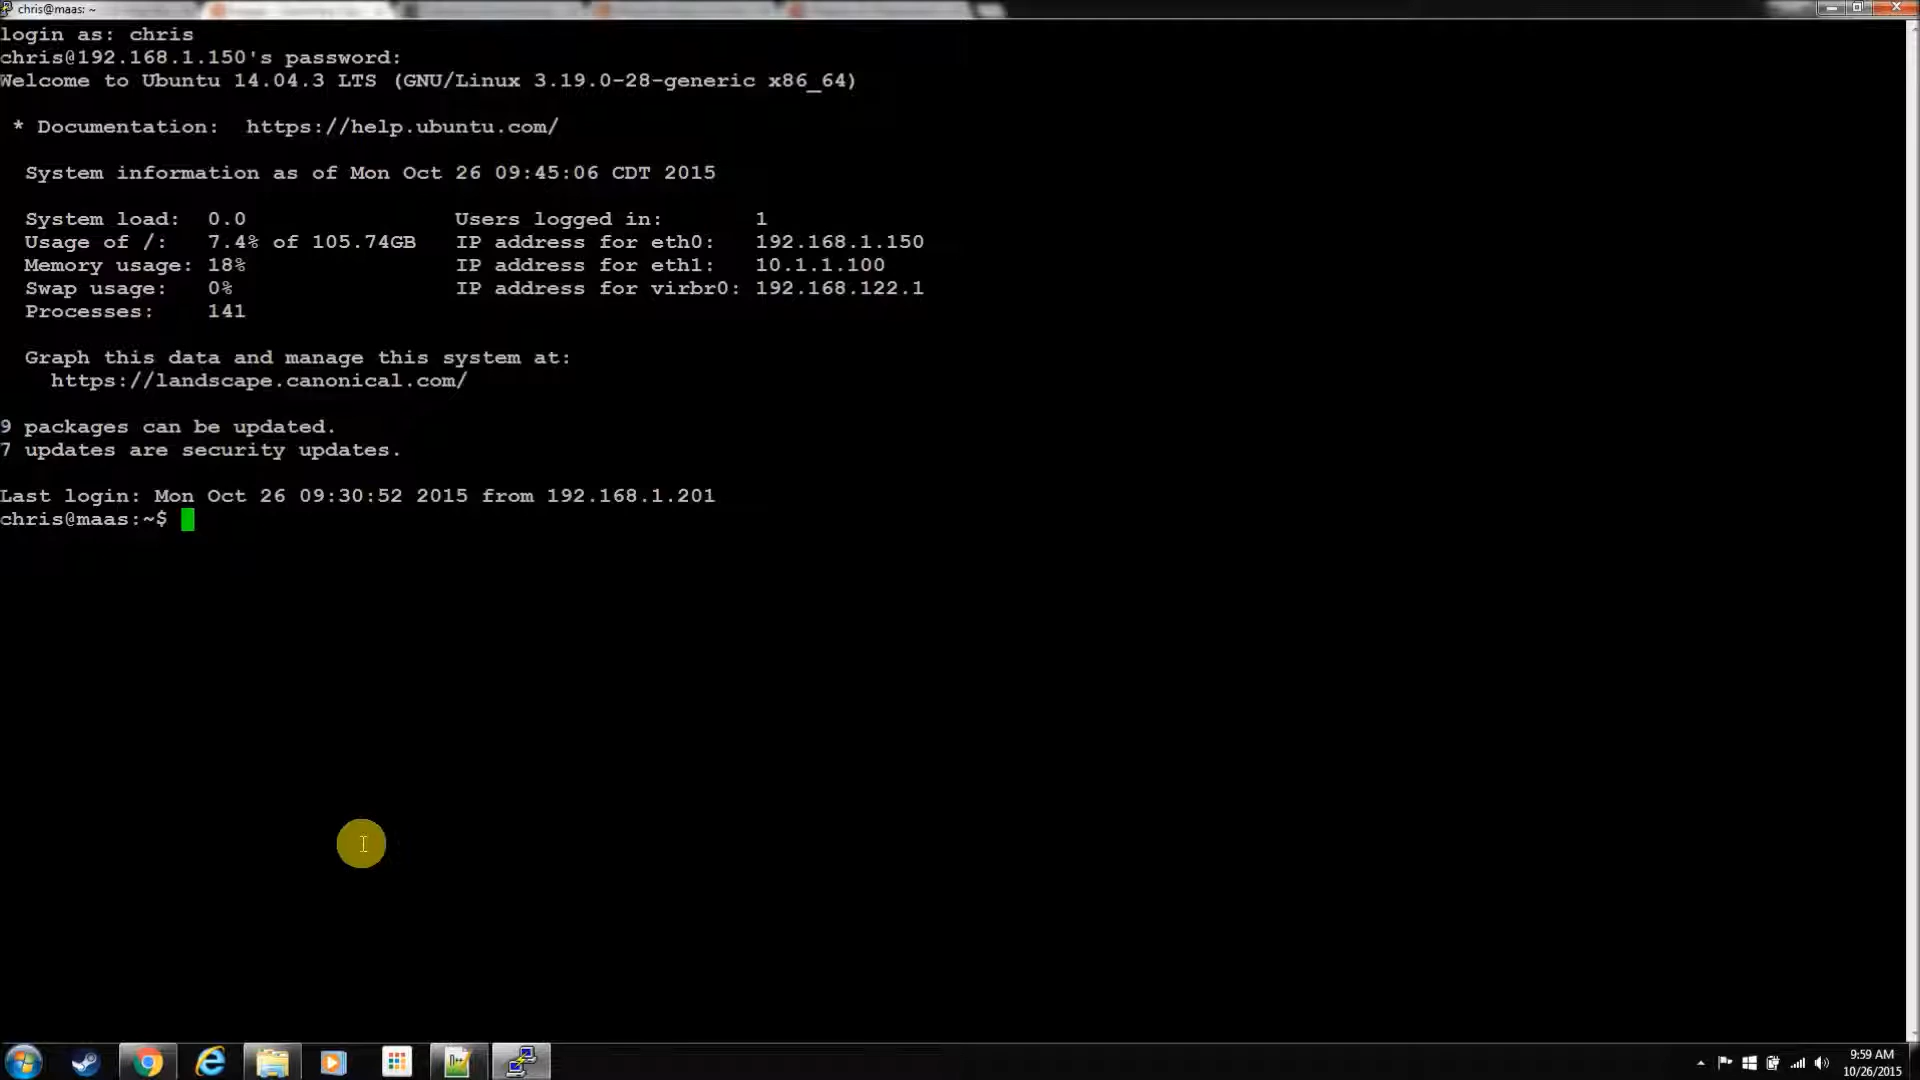 chris@maas: ~
login as: chris
chris@192.168.1.150's password:
Welcome to Ubuntu 14.04.3 LTS (GNU/Linux 3.19.0-28-generic x86_64)
* Documentation:  https://help.ubuntu.com/
System information as of Mon Oct 26 09:45:06 CDT 2015
System load:  0.0                Users logged in:       1
Usage of /:   7.4% of 105.74GB   IP address for eth0:   192.168.1.150
Memory usage: 18%                IP address for eth1:   10.1.1.100
Swap usage:   0%                 IP address for virbr0: 192.168.122.1
Processes:    141
Graph this data and manage this system at:
https://landscape.canonical.com/
9 packages can be updated.
7 updates are security updates.
Last login: Mon Oct 26 09:30:52 2015 from 192.168.1.201
chris@maas:~$
9:59 AM
10/26/2015